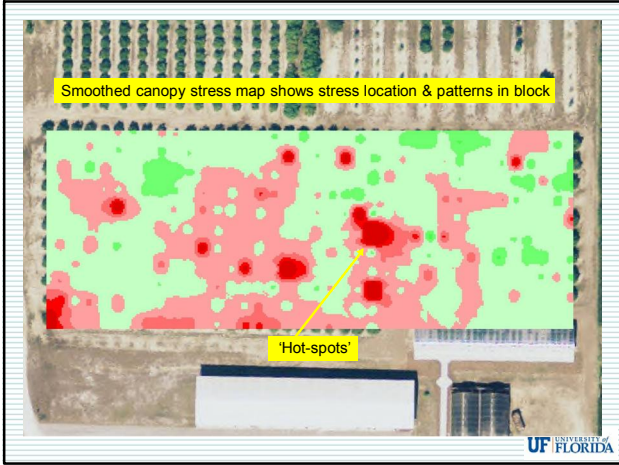 Smoothed canopy stress map shows stress location & patterns in block
‘Hot-spots’
UF UNIVERSITY of
FLORIDA